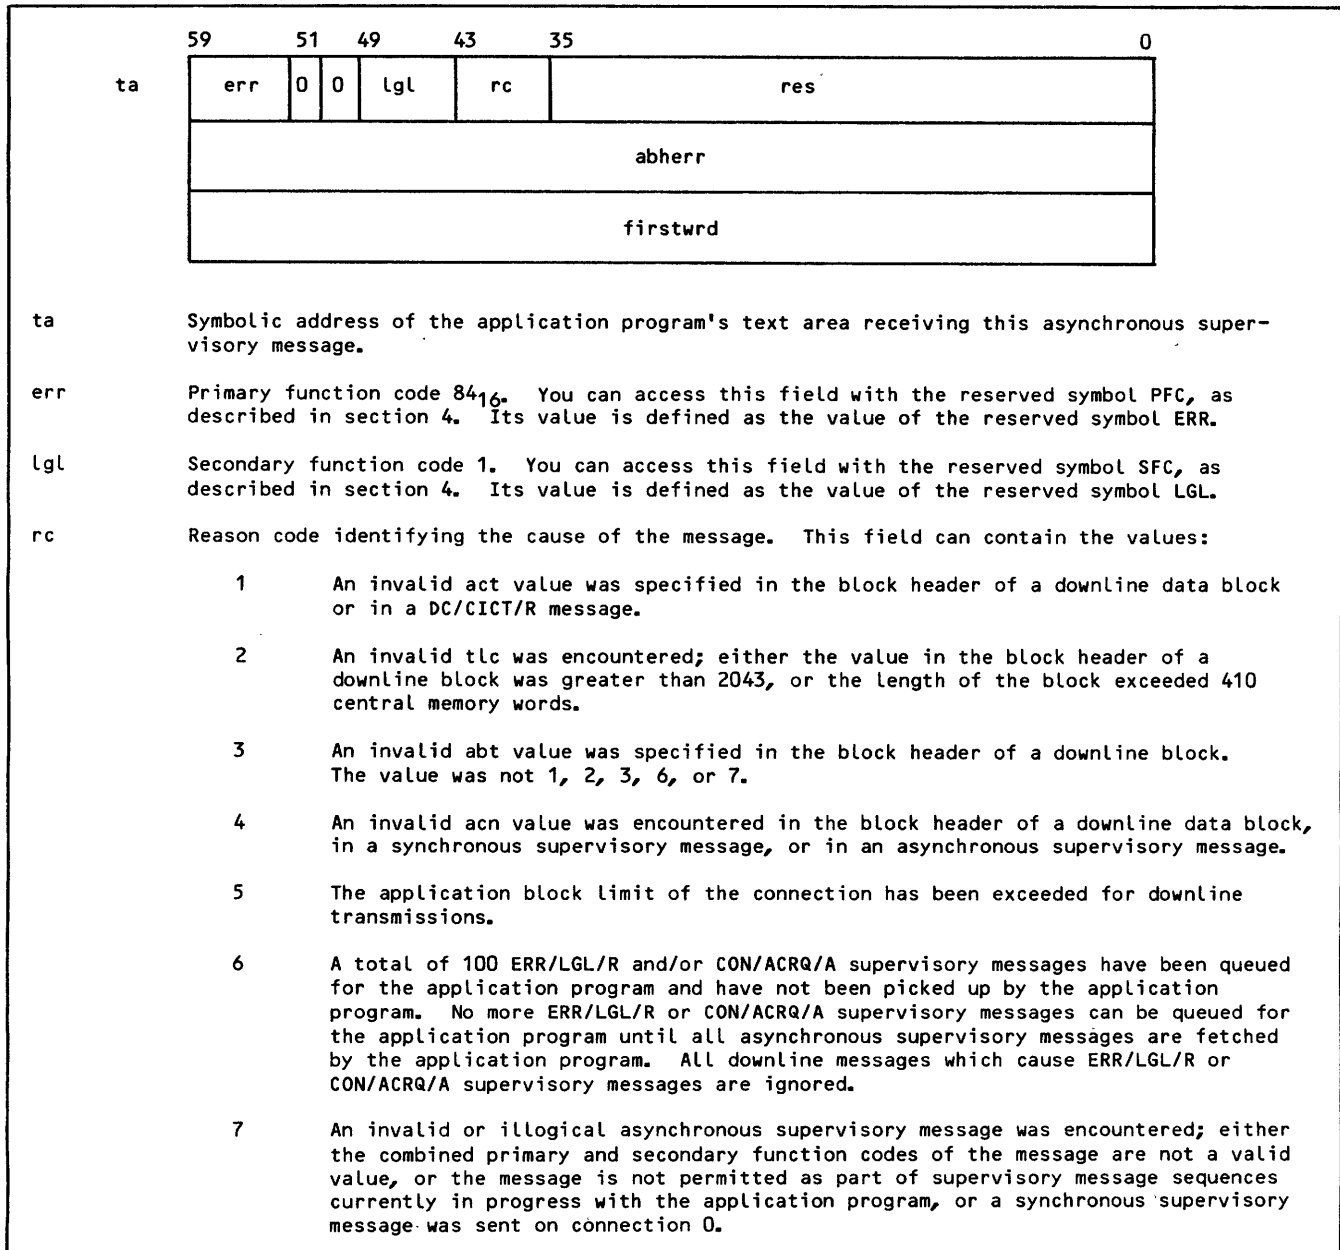 59 51 49 43 35 0
ta err 0 0 lgl rc res
abherr
firstwrd
ta Symbolic address of the application program's text area receiving this asynchronous super-
visory message.
err Primary function code 84₁₆. You can access this field with the reserved symbol PFC, as
described in section 4. Its value is defined as the value of the reserved symbol ERR.
lgl Secondary function code 1. You can access this field with the reserved symbol SFC, as
described in section 4. Its value is defined as the value of the reserved symbol LGL.
rc Reason code identifying the cause of the message. This field can contain the values:
1 An invalid act value was specified in the block header of a downline data block
or in a DC/CICT/R message.
2 An invalid tlc was encountered; either the value in the block header of a
downline block was greater than 2043, or the length of the block exceeded 410
central memory words.
3 An invalid abt value was specified in the block header of a downline block.
The value was not 1, 2, 3, 6, or 7.
4 An invalid acn value was encountered in the block header of a downline data block,
in a synchronous supervisory message, or in an asynchronous supervisory message.
5 The application block limit of the connection has been exceeded for downline
transmissions.
6 A total of 100 ERR/LGL/R and/or CON/ACRQ/A supervisory messages have been queued
for the application program and have not been picked up by the application
program. No more ERR/LGL/R or CON/ACRQ/A supervisory messages can be queued for
the application program until all asynchronous supervisory messages are fetched
by the application program. All downline messages which cause ERR/LGL/R or
CON/ACRQ/A supervisory messages are ignored.
7 An invalid or illogical asynchronous supervisory message was encountered; either
the combined primary and secondary function codes of the message are not a valid
value, or the message is not permitted as part of supervisory message sequences
currently in progress with the application program, or a synchronous supervisory
message was sent on connection 0.